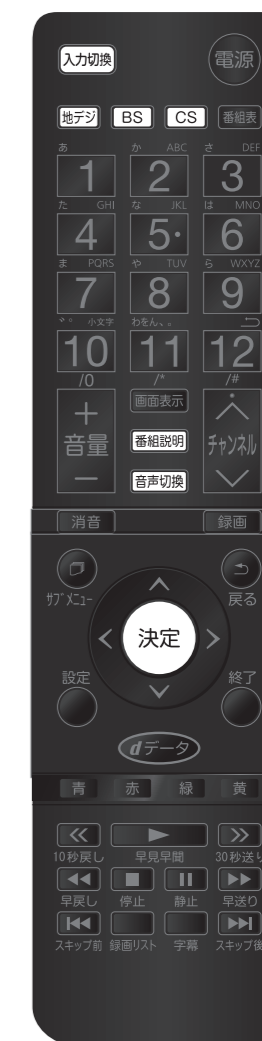 入力切換 電源
地デジ BS CS 番組表
あ か ABC さ DEF
1 2 3
た GHI な JKL は MNO
4 5・ 6
ま PQRS や TUV ら WXYZ
7 8 9
゛゜ 小文字 わをん、。
10 11 12
/0 /* /#
画面表示
+ 音量 − 番組説明 チャンネル
音声切換
消音 録画
サブメニュー 戻る
決定
設定 終了
dデータ
青 赤 緑 黄
10秒戻し 早見早聞 30秒送り
早戻し 停止 静止 早送り
スキップ前 録画リスト 字幕 スキップ後